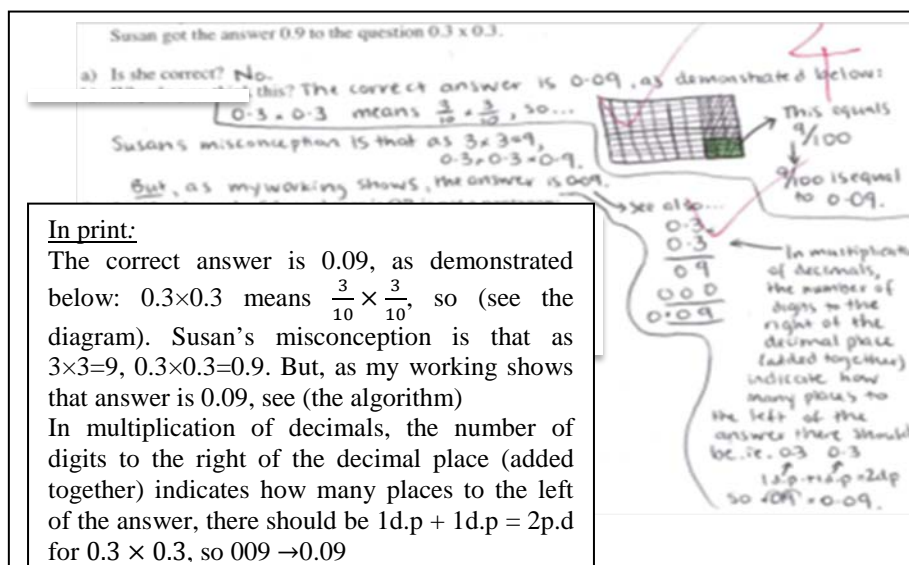 Susan got the answer 0.9 to the question 0.3 x 0.3.
4
a) Is she correct? No.
this? The correct answer is 0.09, as demonstrated below:
0.3 × 0.3 means 3/10 × 3/10, so...
This equals
9/100
Susans misconception is that as 3×3=9,
0.3×0.3=0.9.
But, as my working shows, the answer is 0.09.
9/100 is equal
to 0.09.
See also...
0.3
0.3
09
000
0.09
In multiplicat
of decimals,
the number of
digits to the
right of the
decimal place
(added together)
indicate how
many places to
the left of the
answer there should
be. ie. 0.3 0.3
1d.p + 1d.p = 2dp
so 009 = 0.09.
In print:
The correct answer is 0.09, as demonstrated
below: 0.3×0.3 means 3/10 × 3/10, so (see the
diagram). Susan’s misconception is that as
3×3=9, 0.3×0.3=0.9. But, as my working shows
that answer is 0.09, see (the algorithm)
In multiplication of decimals, the number of
digits to the right of the decimal place (added
together) indicates how many places to the left
of the answer, there should be 1d.p + 1d.p = 2p.d
for 0.3 × 0.3, so 009 →0.09